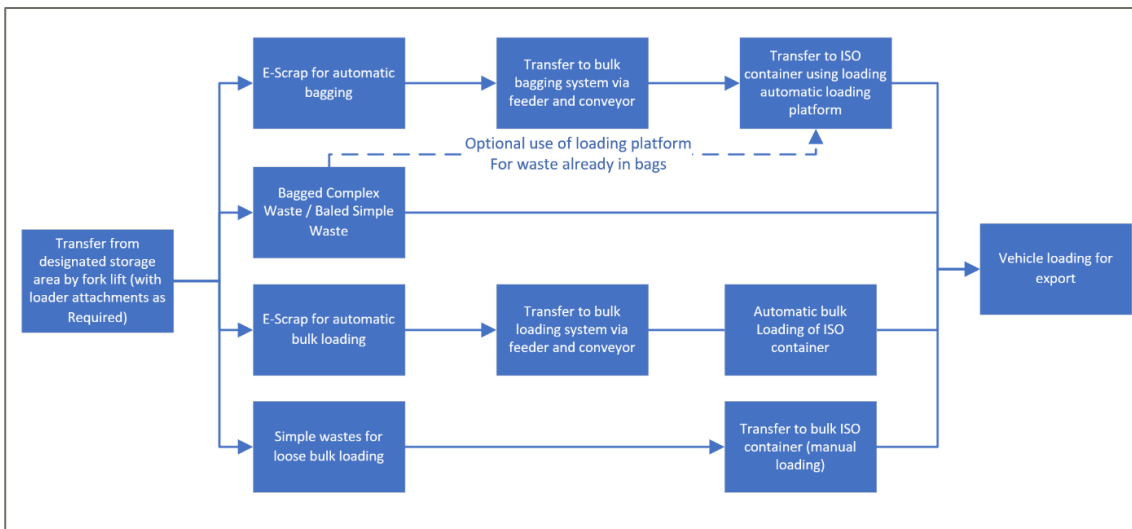 E-Scrap for automatic
bagging
Transfer to bulk
bagging system via
feeder and conveyor
Transfer to ISO
container using loading
automatic loading
platform
Optional use of loading platform
For waste already in bags
Bagged Complex
Waste / Baled Simple
Waste
Transfer from
designated storage
area by fork lift (with
loader attachments as
Required)
Vehicle loading for
export
E-Scrap for automatic
bulk loading
Transfer to bulk
loading system via
feeder and conveyor
Automatic bulk
Loading of ISO
container
Simple wastes for
loose bulk loading
Transfer to bulk ISO
container (manual
loading)